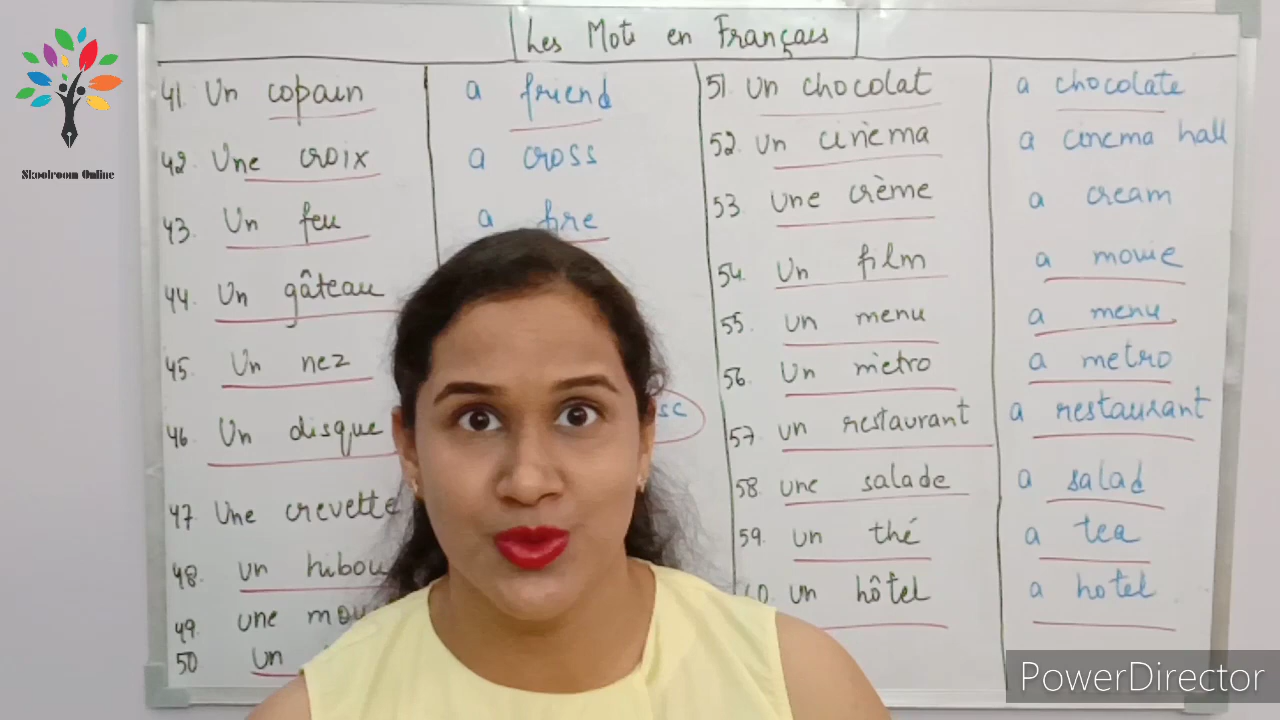 Les Mots en Français
41. Un copain a friend
42. Une croix a cross
43. Un feu a fire
44. Un gâteau
45. Un nez
46. Un disque
47 Une crevette
48. un hibou
49. une
50 un
51. Un chocolat a chocolate
52. Un cinéma a cinema hall
53. Une crème a cream
54. Un film a movie
55. un menu a menu
56. Un métro a metro
57. un restaurant a restaurant
58. une salade a salad
59. un thé a tea
un hôtel a hotel
Skoolroom Online
PowerDirector